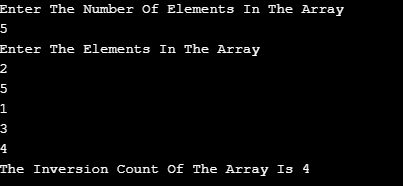 Enter The Number Of Elements In The Array
5
Enter The Elements In The Array
2
5
1
3
4
The Inversion Count Of The Array Is 4